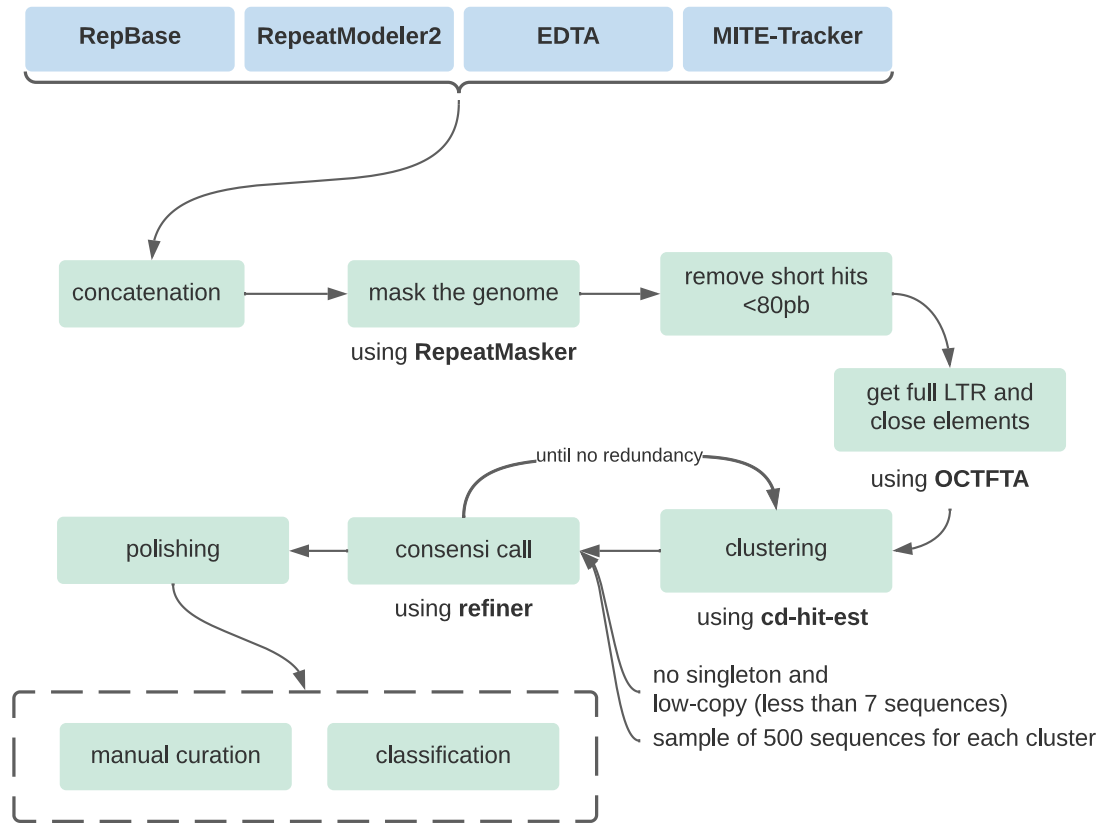 RepBase
RepeatModeler2
EDTA
MITE-Tracker
concatenation
mask the genome
using RepeatMasker
remove short hits
<80pb
get full LTR and
close elements
using OCTFTA
until no redundancy
clustering
using cd-hit-est
consensi call
using refiner
no singleton and
low-copy (less than 7 sequences)
sample of 500 sequences for each cluster
polishing
manual curation
classification